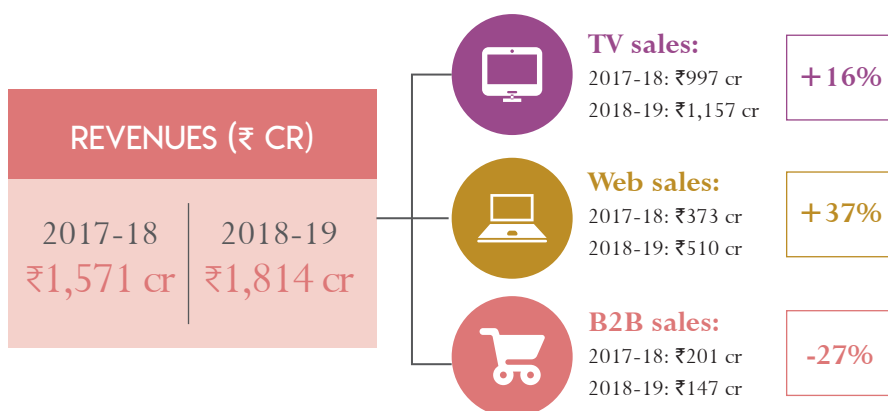 REVENUES (₹ CR)
2017-18
₹1,571 cr
2018-19
₹1,814 cr
TV sales:
2017-18: ₹997 cr
2018-19: ₹1,157 cr
+16%
Web sales:
2017-18: ₹373 cr
2018-19: ₹510 cr
+37%
B2B sales:
2017-18: ₹201 cr
2018-19: ₹147 cr
-27%